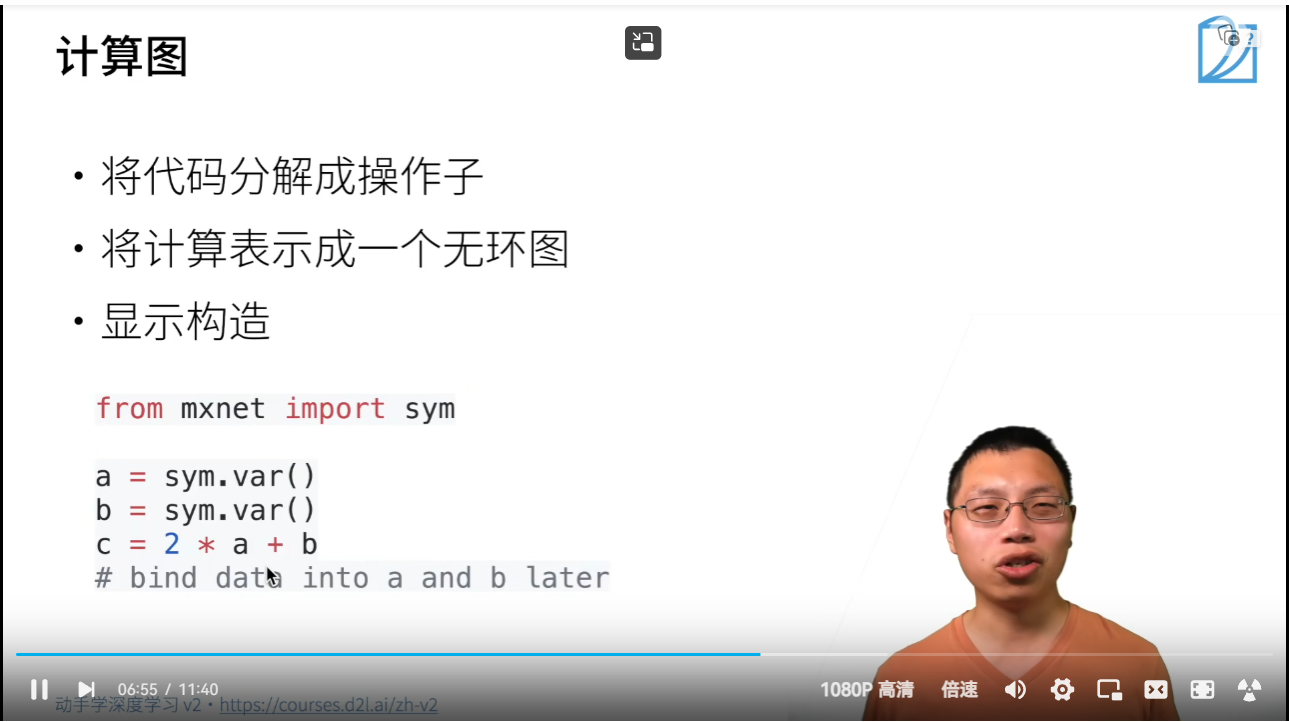 计算图
• 将代码分解成操作子
• 将计算表示成一个无环图
• 显示构造
from mxnet import sym
a = sym.var()
b = sym.var()
c = 2 * a + b
# bind data into a and b later
06:55 / 11:40
1080P 高清
倍速
动手学深度学习 v2 • https://courses.d2l.ai/zh-v2